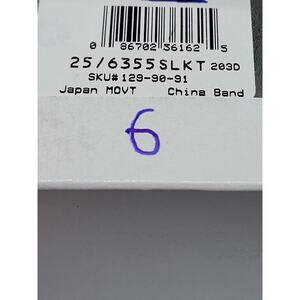 0 86702 36162 5
25/6355SLKT 203D
SKU# 129-90-91
Japan MOVT China Band
6